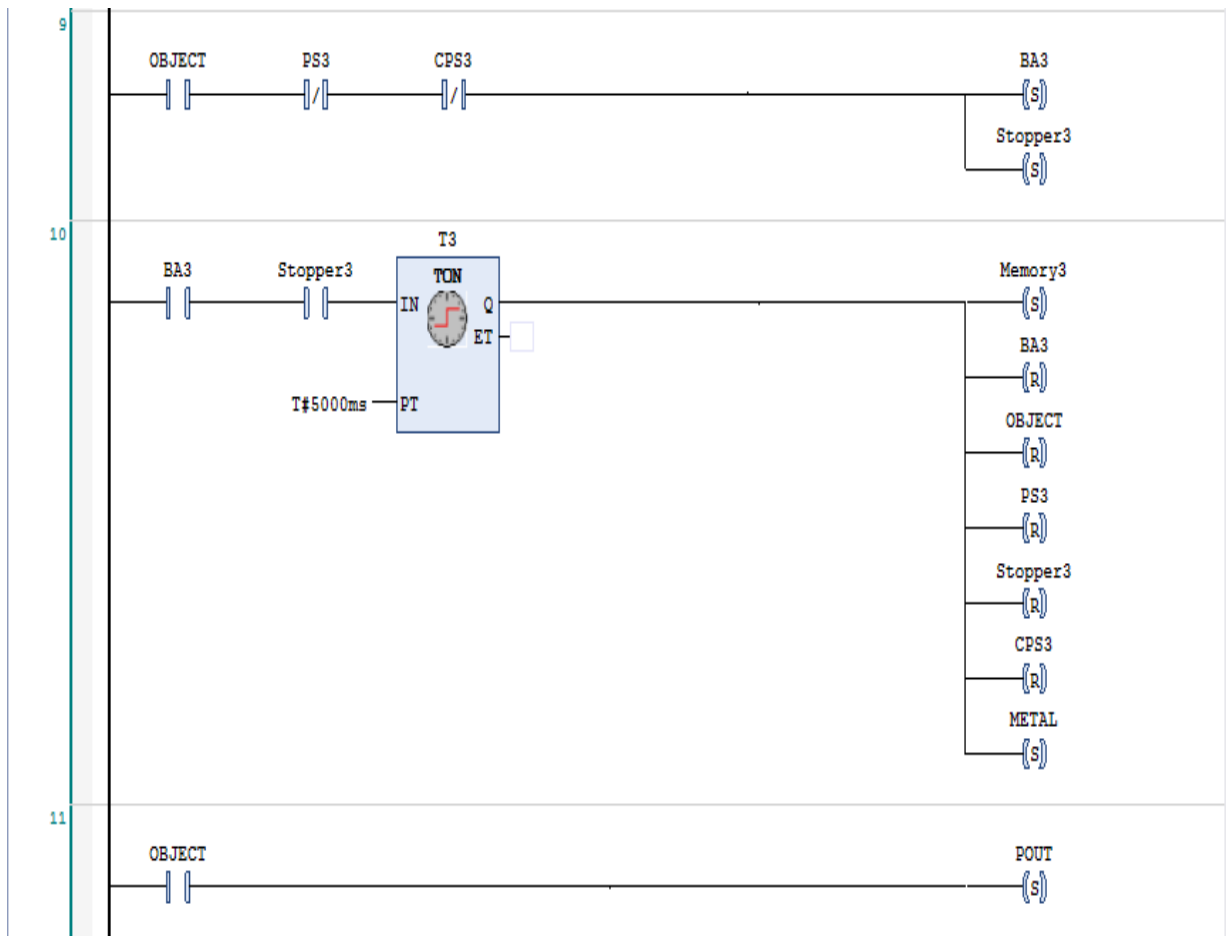 9
OBJECT PS3 CPS3 BA3
/ / S
Stopper3
S
10
T3
BA3 Stopper3 TON Memory3
IN Q S
ET BA3
R
T#5000ms PT
OBJECT
R
PS3
R
Stopper3
R
CPS3
R
METAL
S
11
OBJECT POUT
S